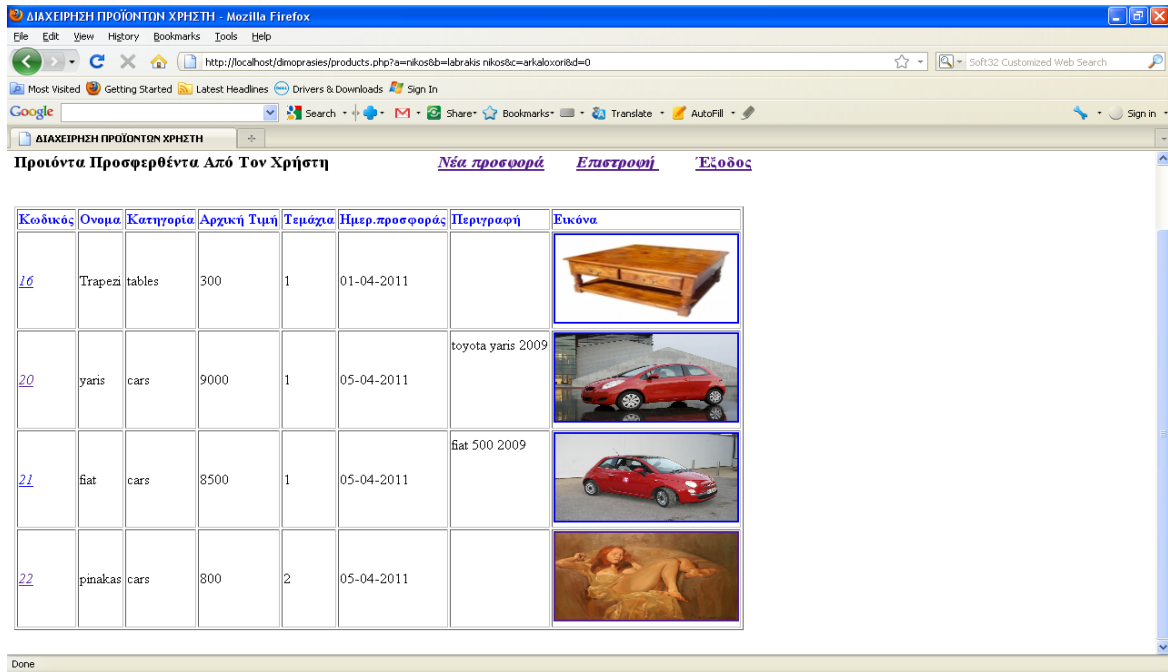 ΔΙΑΧΕΙΡΗΣΗ ΠΡΟΪΟΝΤΩΝ ΧΡΗΣΤΗ - Mozilla Firefox
File Edit View History Bookmarks Tools Help
http://localhost/dimoprasies/products.php?a=nikos&b=labrakis nikos&c=arkaloxori&d=0 Soft32 Customized Web Search
Most Visited Getting Started Latest Headlines Drivers & Downloads Sign In
Google Search Share Bookmarks Translate AutoFill Sign in
ΔΙΑΧΕΙΡΗΣΗ ΠΡΟΪΟΝΤΩΝ ΧΡΗΣΤΗ
Προιόντα Προσφερθέντα Από Τον Χρήστη Νέα προσφορά Επιστροφή Έξοδος
Κωδικός Ονομα Κατηγορία Αρχική Τιμή Τεμάχια Ημερ.προσφοράς Περιγραφή Εικόνα
16 Trapezi tables 300 1 01-04-2011
20 yaris cars 9000 1 05-04-2011 toyota yaris 2009
21 fiat cars 8500 1 05-04-2011 fiat 500 2009
22 pinakas cars 800 2 05-04-2011
Done